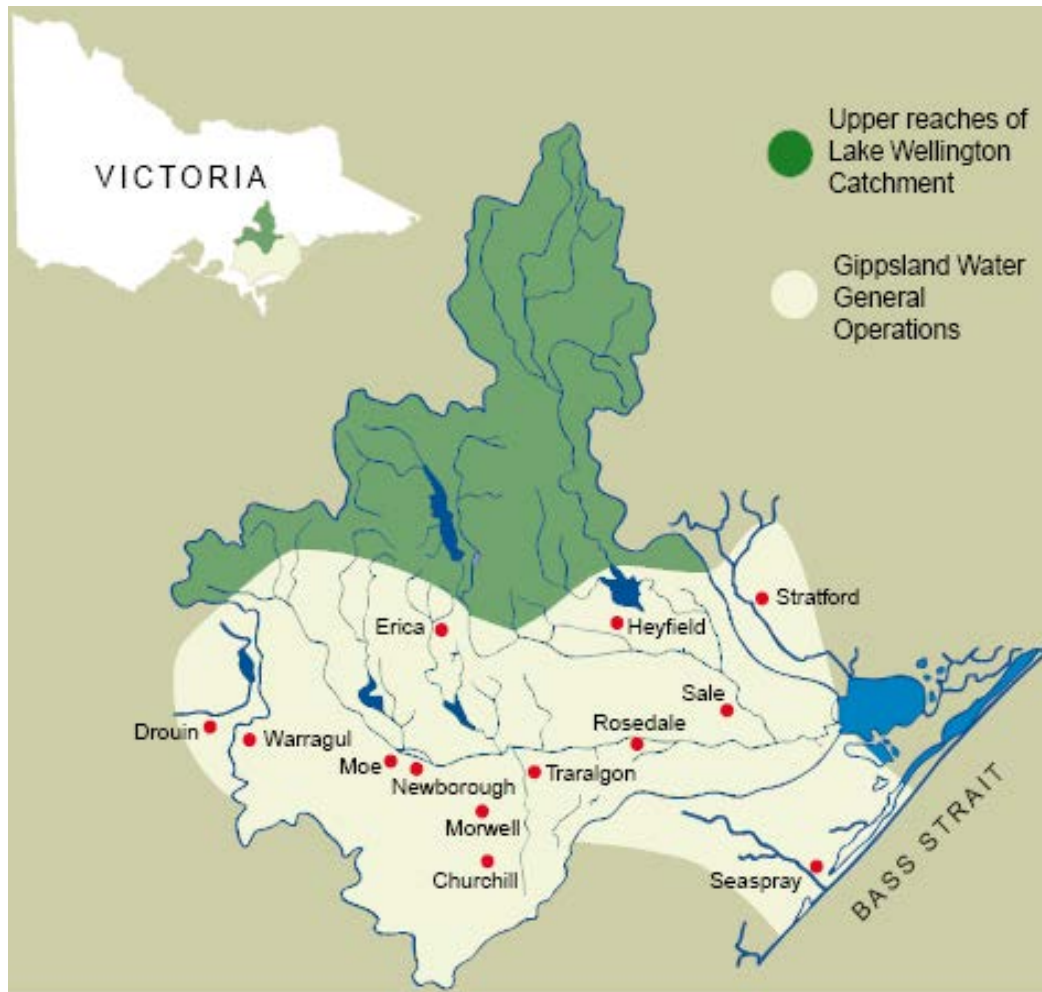 VICTORIA
Upper reaches of
Lake Wellington
Catchment
Gippsland Water
General
Operations
Stratford
Erica
Heyfield
Sale
Rosedale
Drouin
Warragul
Moe
Newborough
Traralgon
Morwell
Churchill
Seaspray
BASS STRAIT